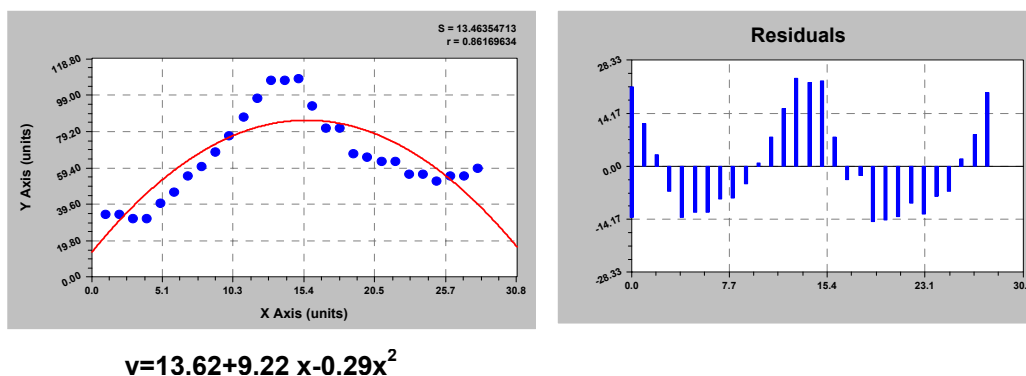 S = 13.46354713
r = 0.86169634
118.80
99.00
79.20
59.40
39.60
19.80
0.00
Y Axis (units)
0.0 5.1 10.3 15.4 20.5 25.7 30.8
X Axis (units)
Residuals
28.33
14.17
0.00
-14.17
-28.33
0.0 7.7 15.4 23.1 30.
y=13.62+9.22 x-0.29x²